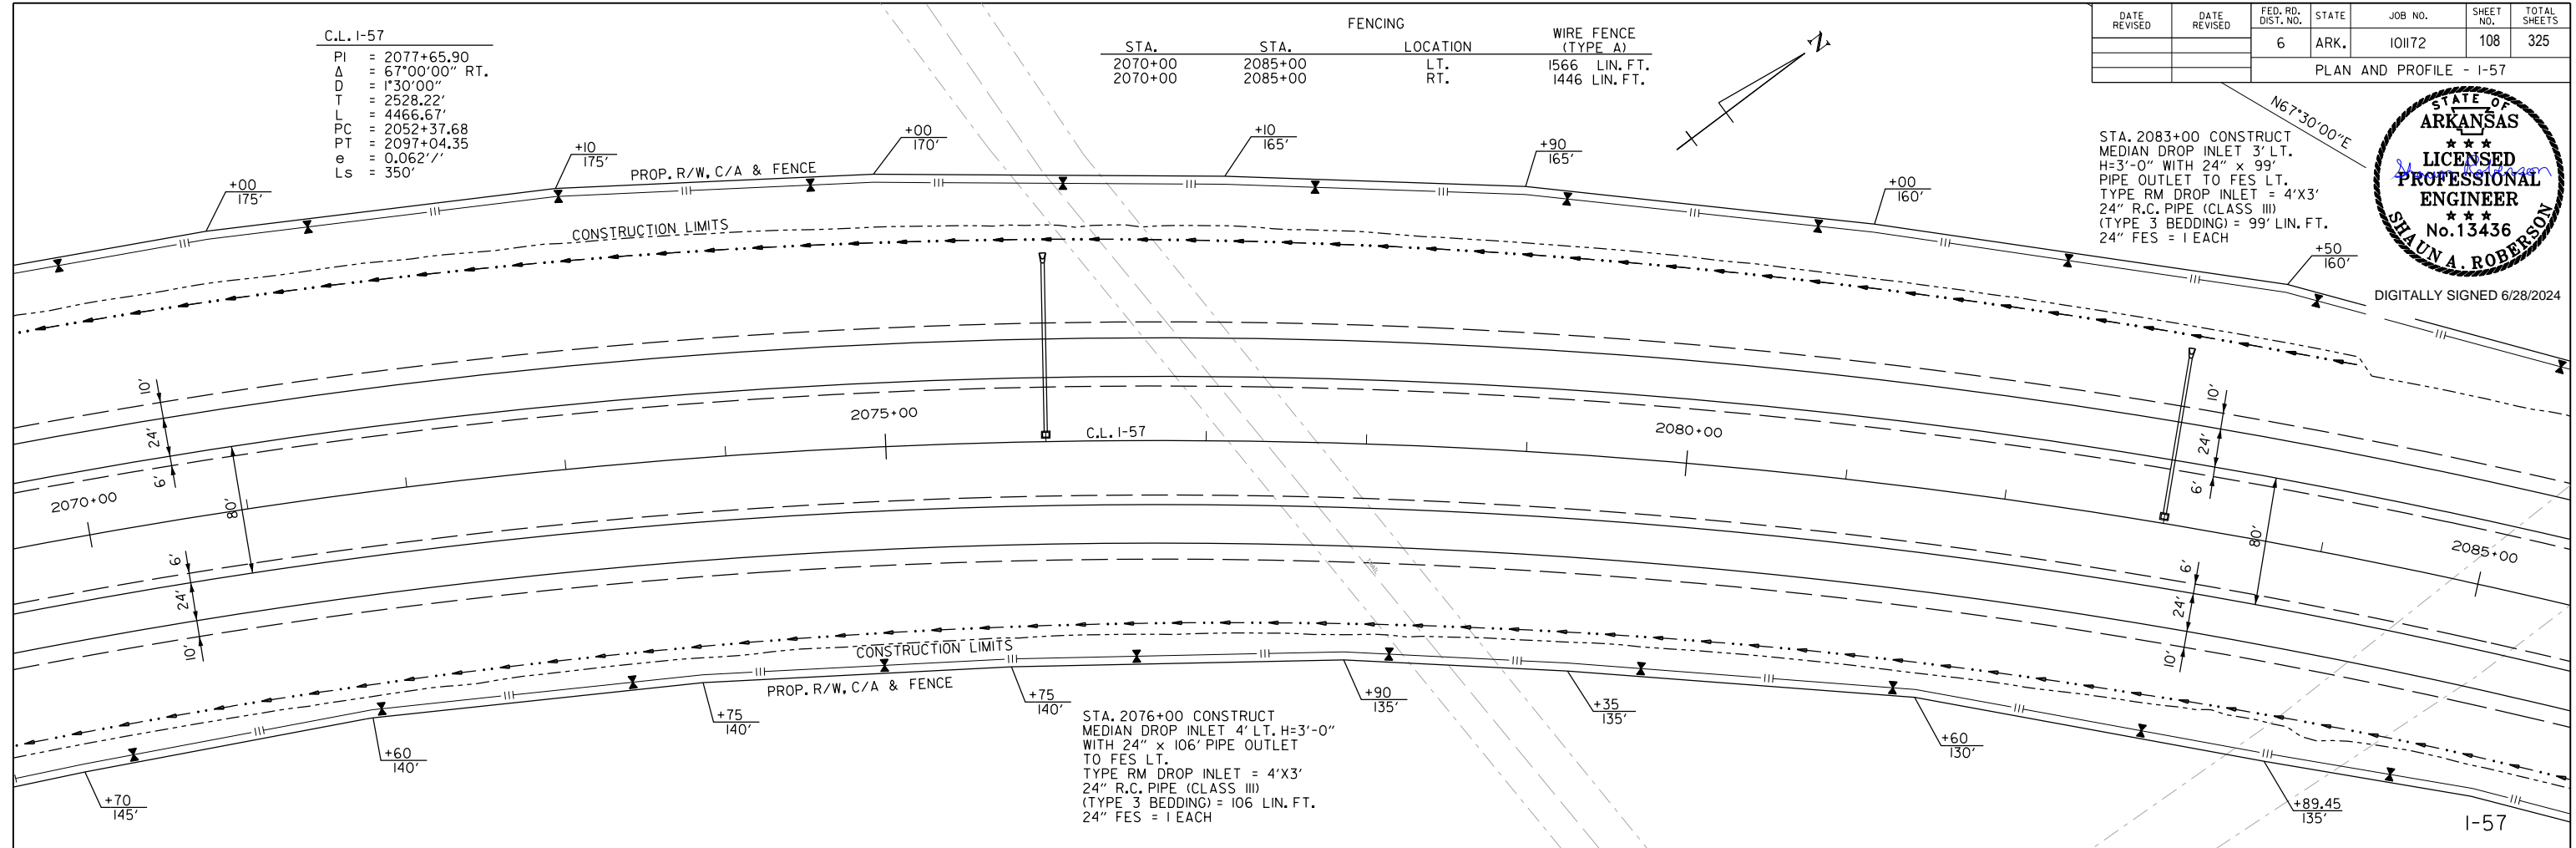 C.L. I-57
PI = 2077+65.90
Δ = 67°00'00" RT.
D = 1°30'00"
T = 2528.22'
L = 4466.67'
PC = 2052+37.68
PT = 2097+04.35
e = 0.062'/'
Ls = 350'
FENCING
STA. STA. LOCATION WIRE FENCE (TYPE A)
2070+00 2085+00 LT. 1566 LIN. FT.
2070+00 2085+00 RT. 1446 LIN. FT.
N
DATE REVISED DATE REVISED FED. RD. DIST. NO. STATE JOB NO. SHEET NO. TOTAL SHEETS
6 ARK. 101172 108 325
PLAN AND PROFILE - I-57
N67°30'00"E
STATE OF
ARKANSAS
★ ★ ★
LICENSED
PROFESSIONAL
ENGINEER
★ ★ ★
No.13436
SHAUN A. ROBERSON
Shaun Roberson
DIGITALLY SIGNED 6/28/2024
STA. 2083+00 CONSTRUCT
MEDIAN DROP INLET 3' LT.
H=3'-0" WITH 24" x 99'
PIPE OUTLET TO FES LT.
TYPE RM DROP INLET = 4'X3'
24" R.C. PIPE (CLASS III)
(TYPE 3 BEDDING) = 99' LIN. FT.
24" FES = 1 EACH
+00
175'
+10
175'
PROP. R/W, C/A & FENCE
+00
170'
+10
165'
+90
165'
+00
160'
+50
160'
CONSTRUCTION LIMITS
10'
24'
6'
80'
6'
24'
10'
2070+00
2075+00
C.L. I-57
2080+00
2085+00
10'
24'
6'
80'
6'
24'
10'
CONSTRUCTION LIMITS
PROP. R/W, C/A & FENCE
+70
145'
+60
140'
+75
140'
+75
140'
+90
135'
+35
135'
+60
130'
+89.45
135'
STA. 2076+00 CONSTRUCT
MEDIAN DROP INLET 4' LT. H=3'-0"
WITH 24" x 106' PIPE OUTLET
TO FES LT.
TYPE RM DROP INLET = 4'X3'
24" R.C. PIPE (CLASS III)
(TYPE 3 BEDDING) = 106 LIN. FT.
24" FES = 1 EACH
I-57